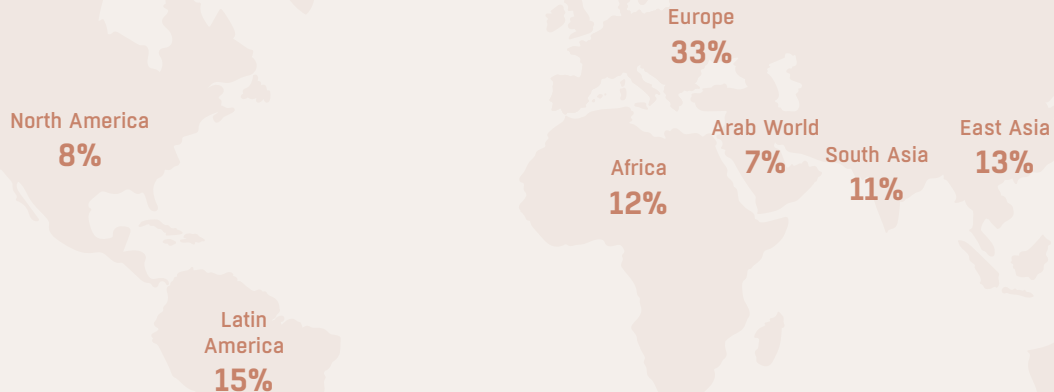 Europe
33%
North America
8%
Arab World
7%
East Asia
13%
South Asia
11%
Africa
12%
Latin
America
15%